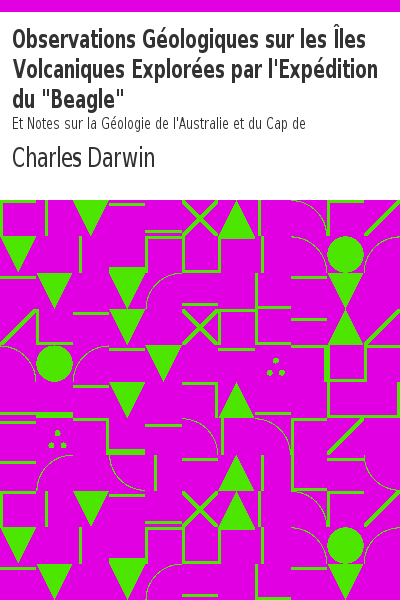 Observations Géologiques sur les Îles
Volcaniques Explorées par l'Expédition
du "Beagle"
Et Notes sur la Géologie de l'Australie et du Cap de
Charles Darwin